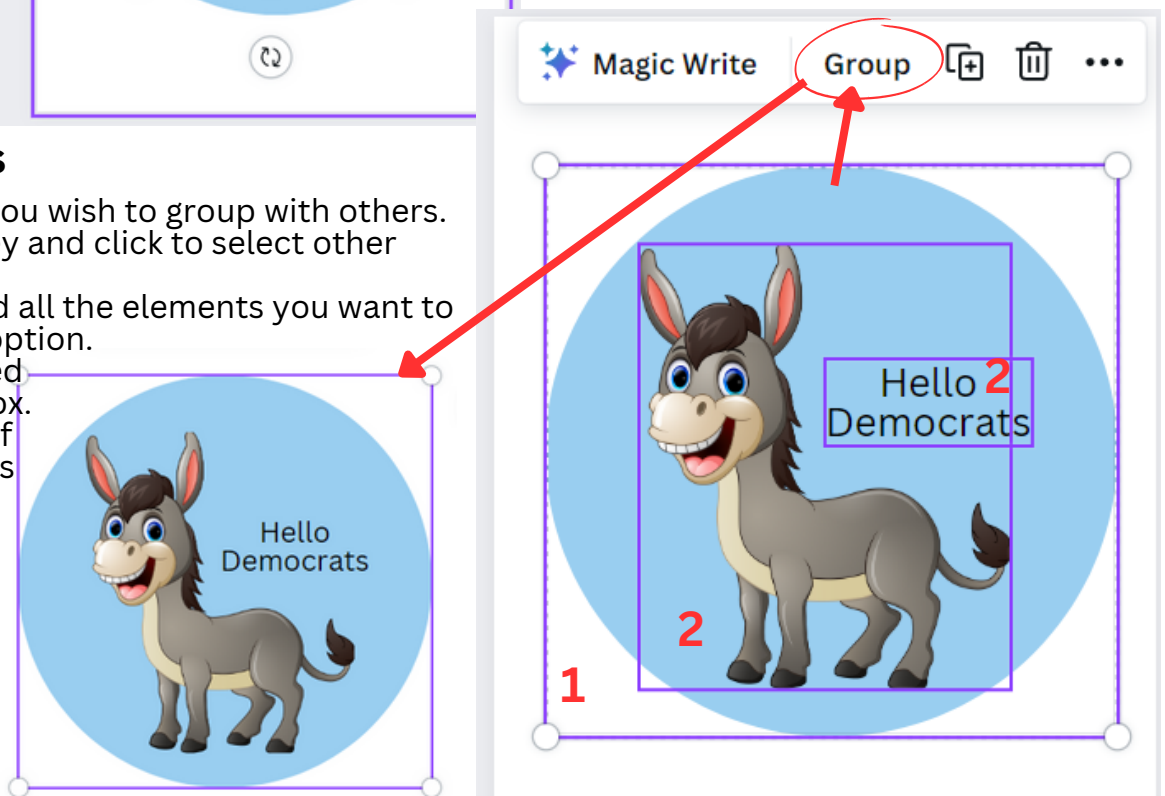 s
ou wish to group with others.
y and click to select other
d all the elements you want to
option.
ed
ox.
f
s
Hello
Democrats
Magic Write Group
Hello 2
Democrats
2
1